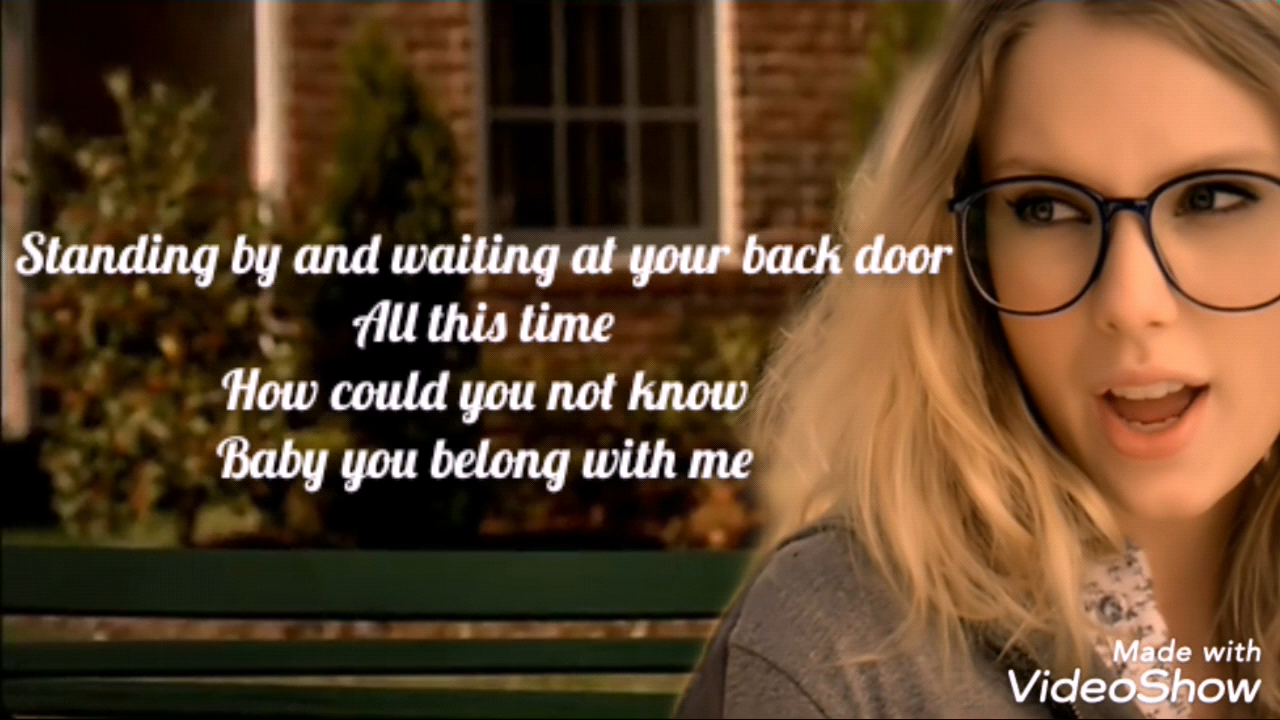 Standing by and waiting at your back door
All this time
How could you not know
Baby you belong with me
Made with
VideoShow